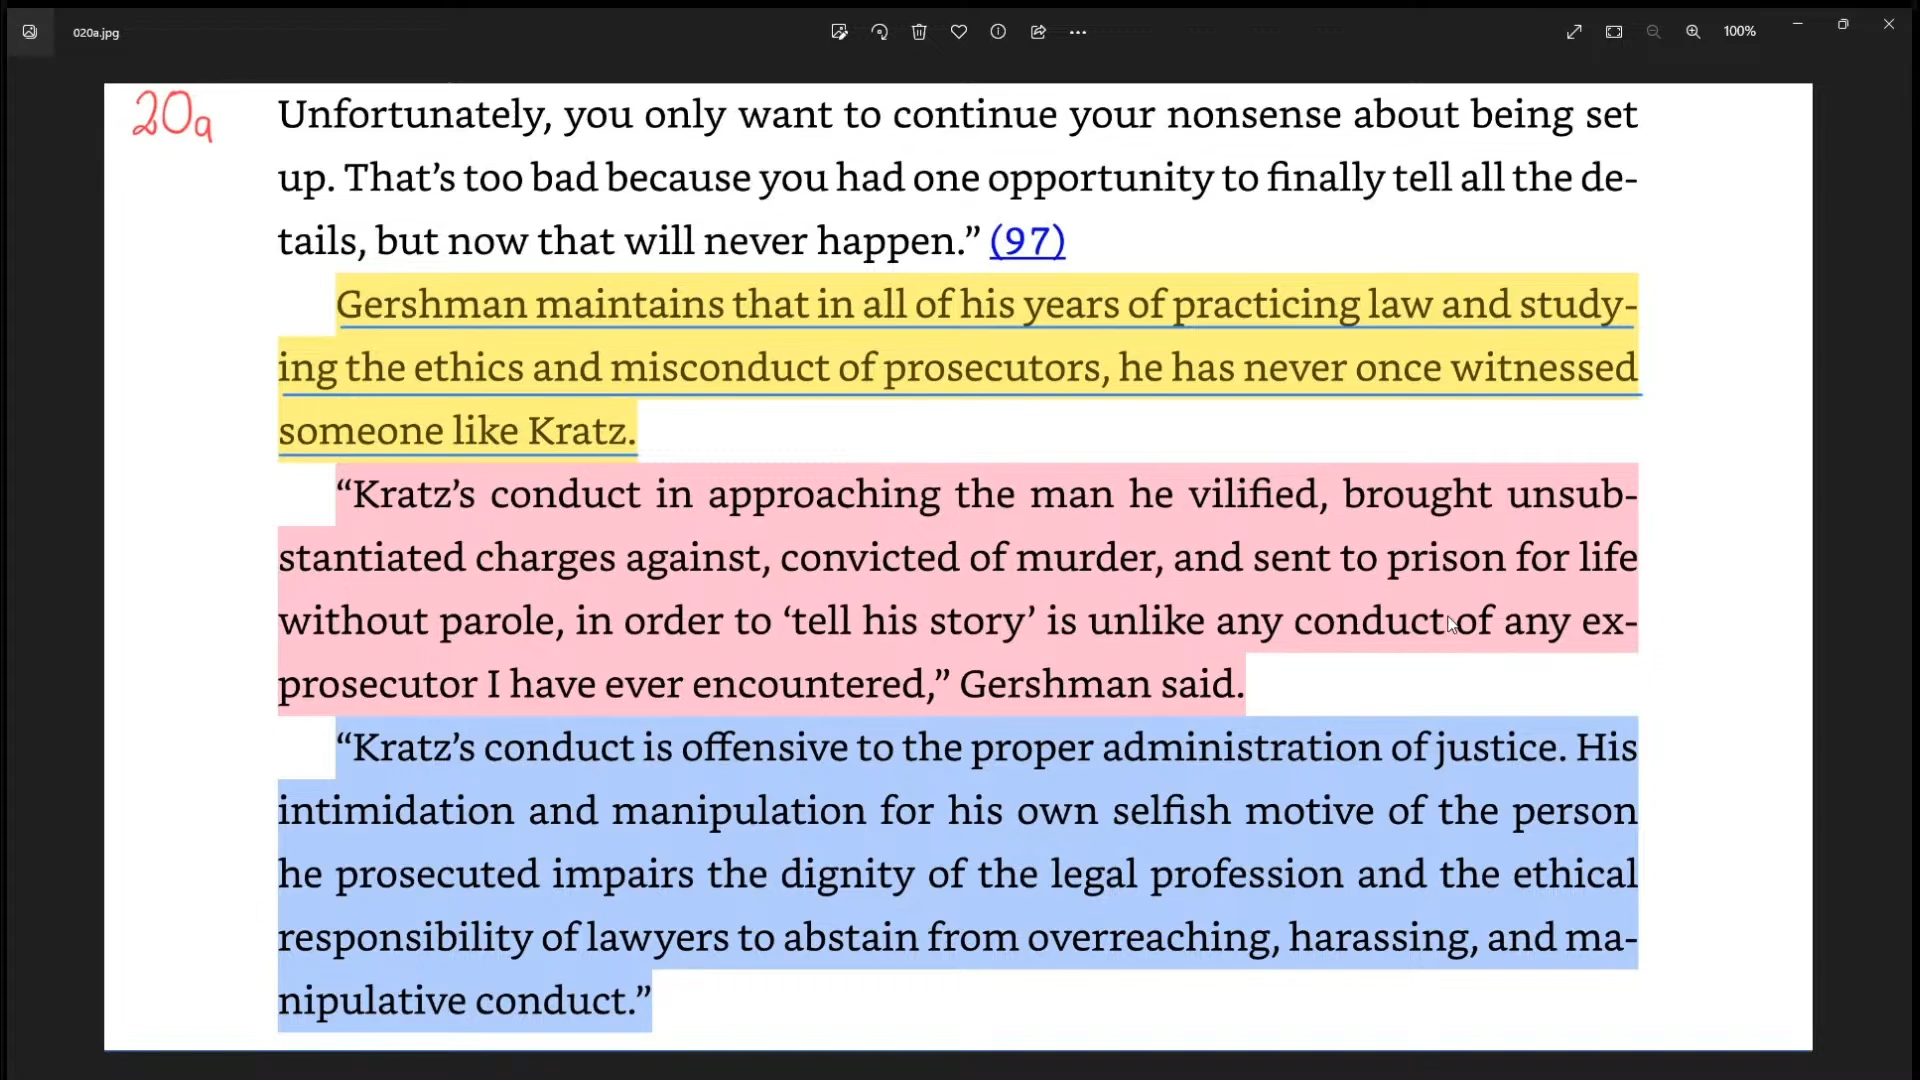 020a.jpg
100%
20a
Unfortunately, you only want to continue your nonsense about being set
up. That’s too bad because you had one opportunity to finally tell all the de-
tails, but now that will never happen.” (97)
Gershman maintains that in all of his years of practicing law and study-
ing the ethics and misconduct of prosecutors, he has never once witnessed
someone like Kratz.
“Kratz’s conduct in approaching the man he vilified, brought unsub-
stantiated charges against, convicted of murder, and sent to prison for life
without parole, in order to ‘tell his story’ is unlike any conduct of any ex-
prosecutor I have ever encountered,” Gershman said.
“Kratz’s conduct is offensive to the proper administration of justice. His
intimidation and manipulation for his own selfish motive of the person
he prosecuted impairs the dignity of the legal profession and the ethical
responsibility of lawyers to abstain from overreaching, harassing, and ma-
nipulative conduct.”